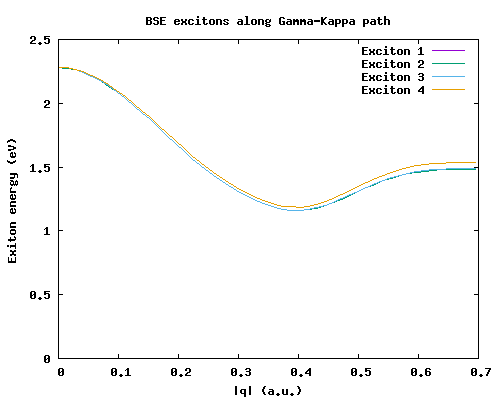 BSE excitons along Gamma-Kappa path
Exciton 1
Exciton 2
Exciton 3
Exciton 4
2.5
2
1.5
1
0.5
0
Exiton energy (eV)
0 0.1 0.2 0.3 0.4 0.5 0.6 0.7
|q| (a.u.)